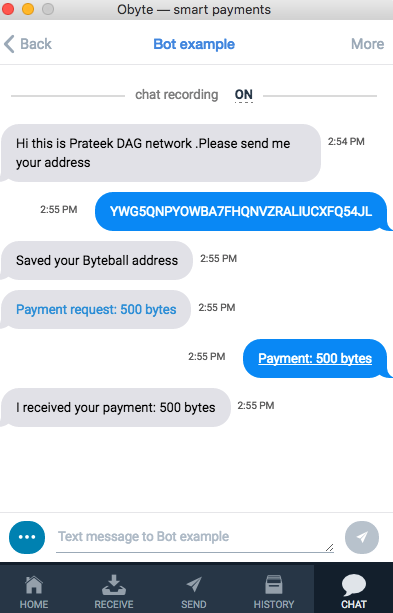 Obyte — smart payments
Back Bot example More
chat recording ON
Hi this is Prateek DAG network .Please send me 2:54 PM
your address
2:55 PM YWG5QNPYOWBA7FHQNVZRALIUCXFQ54JL
Saved your Byteball address 2:55 PM
Payment request: 500 bytes 2:55 PM
2:55 PM Payment: 500 bytes
I received your payment: 500 bytes 2:55 PM
Text message to Bot example
HOME RECEIVE SEND HISTORY CHAT